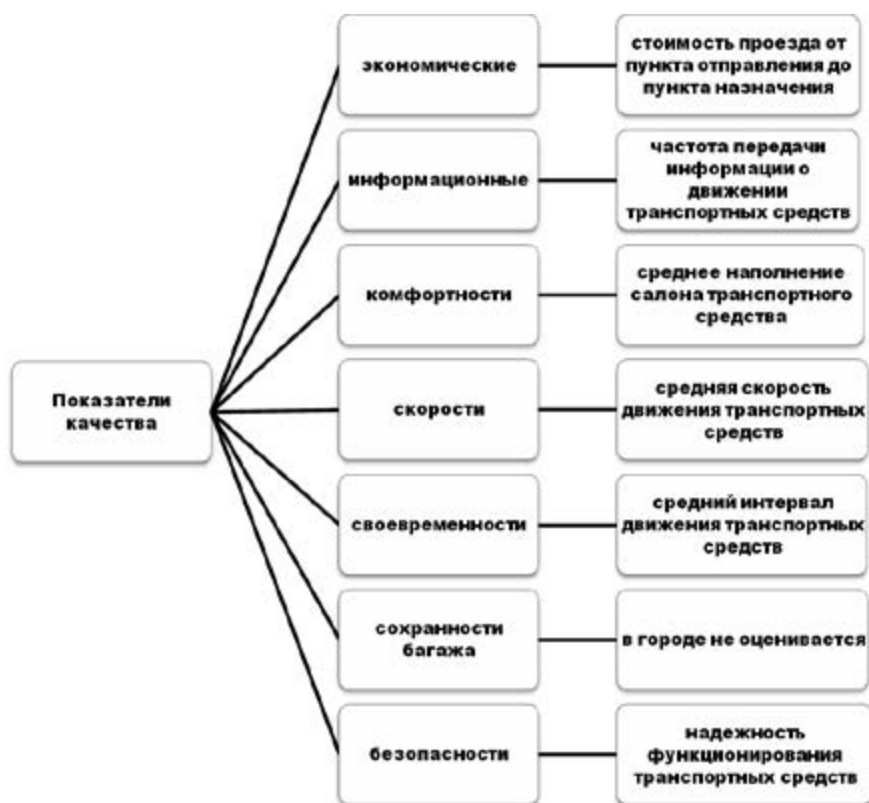 экономические
стоимость проезда от
пункта отправления до
пункта назначения
информационные
частота передачи
информации о
движении
транспортных средств
комфортности
среднее наполнение
салона транспортного
средства
Показатели
качества
скорости
средняя скорость
движения транспортных
средств
своевременности
средний интервал
движения транспортных
средств
сохранности
багажа
в городе не оценивается
безопасности
надежность
функционирования
транспортных средств